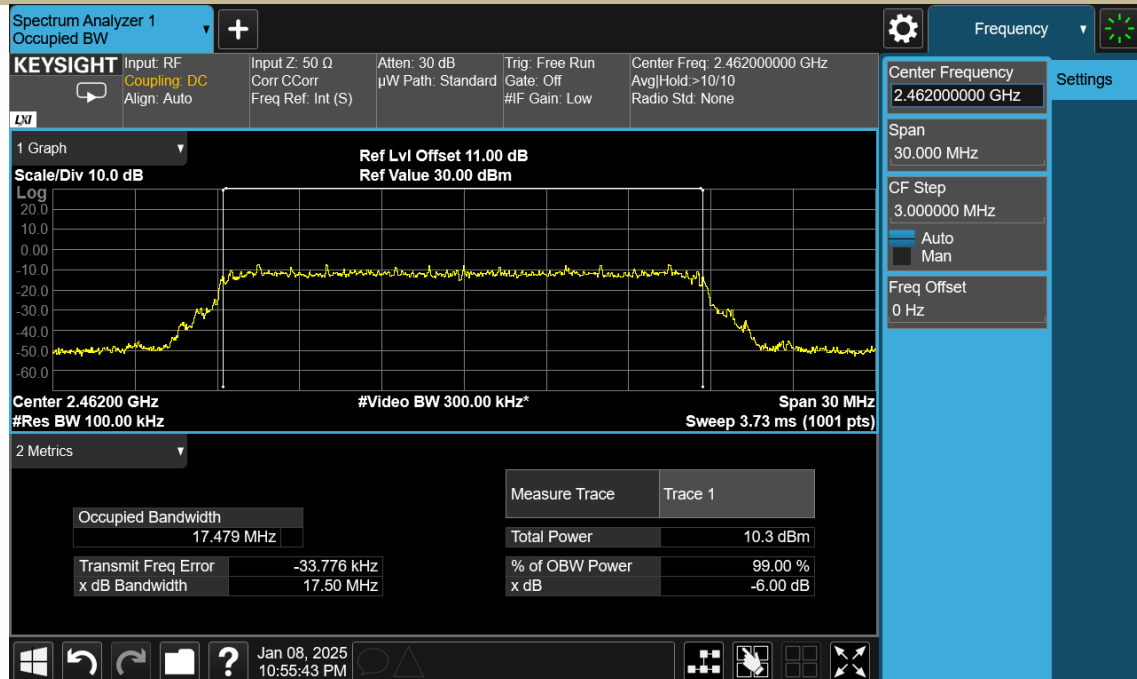 Spectrum Analyzer 1
Occupied BW
+
Frequency
KEYSIGHT
LXI
Input: RF
Coupling: DC
Align: Auto
Input Z: 50 Ω
Corr CCorr
Freq Ref: Int (S)
Atten: 30 dB
µW Path: Standard
Trig: Free Run
Gate: Off
#IF Gain: Low
Center Freq: 2.462000000 GHz
Avg|Hold:>10/10
Radio Std: None
Center Frequency
2.462000000 GHz
Settings
Span
30.000 MHz
CF Step
3.000000 MHz
Auto
Man
Freq Offset
0 Hz
1 Graph
Scale/Div 10.0 dB
Ref Lvl Offset 11.00 dB
Ref Value 30.00 dBm
Log
20.0
10.0
0.00
-10.0
-20.0
-30.0
-40.0
-50.0
-60.0
Center 2.46200 GHz
#Video BW 300.00 kHz*
Span 30 MHz
#Res BW 100.00 kHz
Sweep 3.73 ms (1001 pts)
2 Metrics
Measure Trace Trace 1
Occupied Bandwidth
17.479 MHz
Total Power 10.3 dBm
Transmit Freq Error -33.776 kHz
% of OBW Power 99.00 %
x dB Bandwidth 17.50 MHz
x dB -6.00 dB
?
Jan 08, 2025
10:55:43 PM